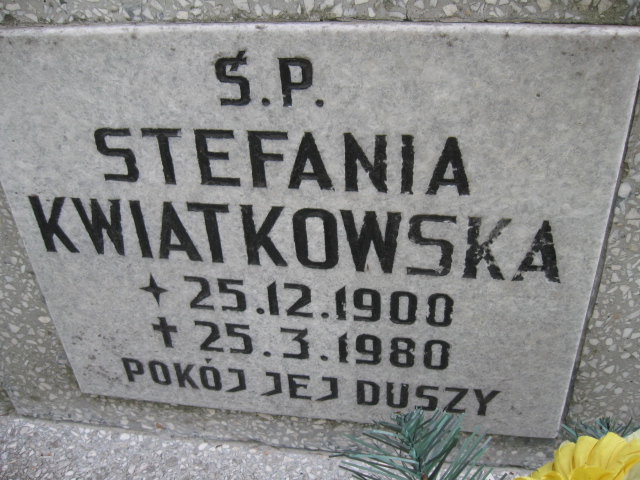 Ś.P.
STEFANIA
KWIATKOWSKA
✦ 25.12.1900
✝ 25.3.1980
POKÓJ JEJ DUSZY